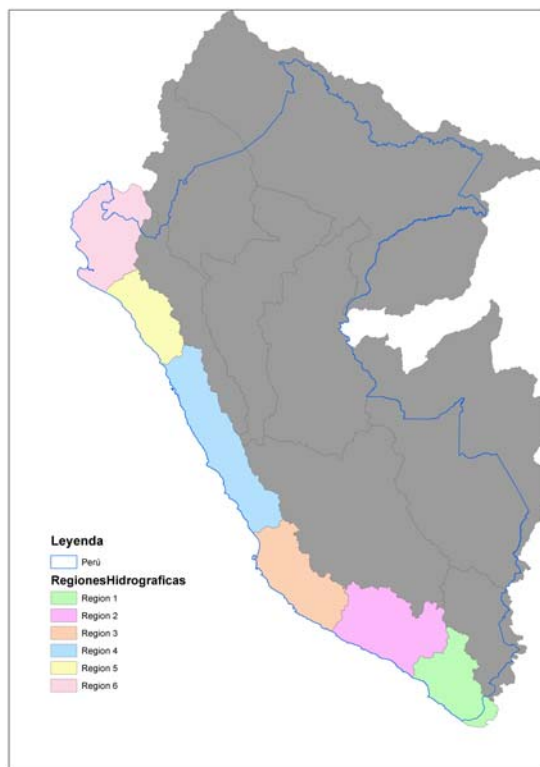 Leyenda
Perú
RegionesHidrograficas
Region 1
Region 2
Region 3
Region 4
Region 5
Region 6